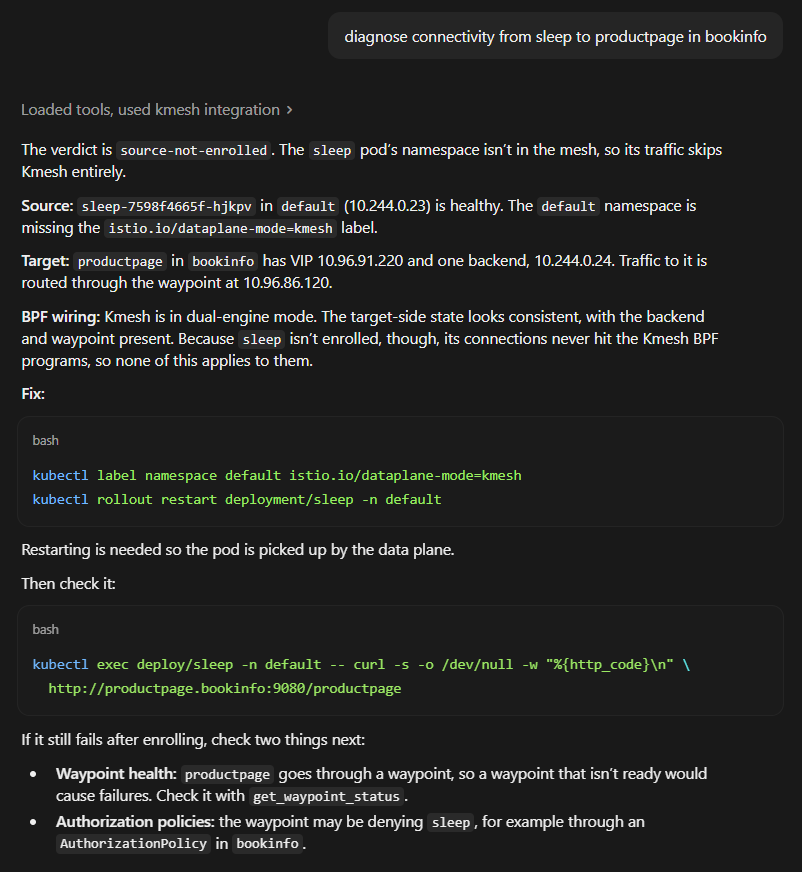 diagnose connectivity from sleep to productpage in bookinfo
Loaded tools, used kmesh integration >
The verdict is source-not-enrolled. The sleep pod's namespace isn't in the mesh, so its traffic skips
Kmesh entirely.
Source: sleep-7598f4665f-hjkpv in default (10.244.0.23) is healthy. The default namespace is
missing the istio.io/dataplane-mode=kmesh label.
Target: productpage in bookinfo has VIP 10.96.91.220 and one backend, 10.244.0.24. Traffic to it is
routed through the waypoint at 10.96.86.120.
BPF wiring: Kmesh is in dual-engine mode. The target-side state looks consistent, with the backend
and waypoint present. Because sleep isn't enrolled, though, its connections never hit the Kmesh BPF
programs, so none of this applies to them.
Fix:
bash
kubectl label namespace default istio.io/dataplane-mode=kmesh
kubectl rollout restart deployment/sleep -n default
Restarting is needed so the pod is picked up by the data plane.
Then check it:
bash
kubectl exec deploy/sleep -n default -- curl -s -o /dev/null -w "%{http_code}\n" \
http://productpage.bookinfo:9080/productpage
If it still fails after enrolling, check two things next:
• Waypoint health: productpage goes through a waypoint, so a waypoint that isn't ready would
cause failures. Check it with get_waypoint_status.
• Authorization policies: the waypoint may be denying sleep, for example through an
AuthorizationPolicy in bookinfo.